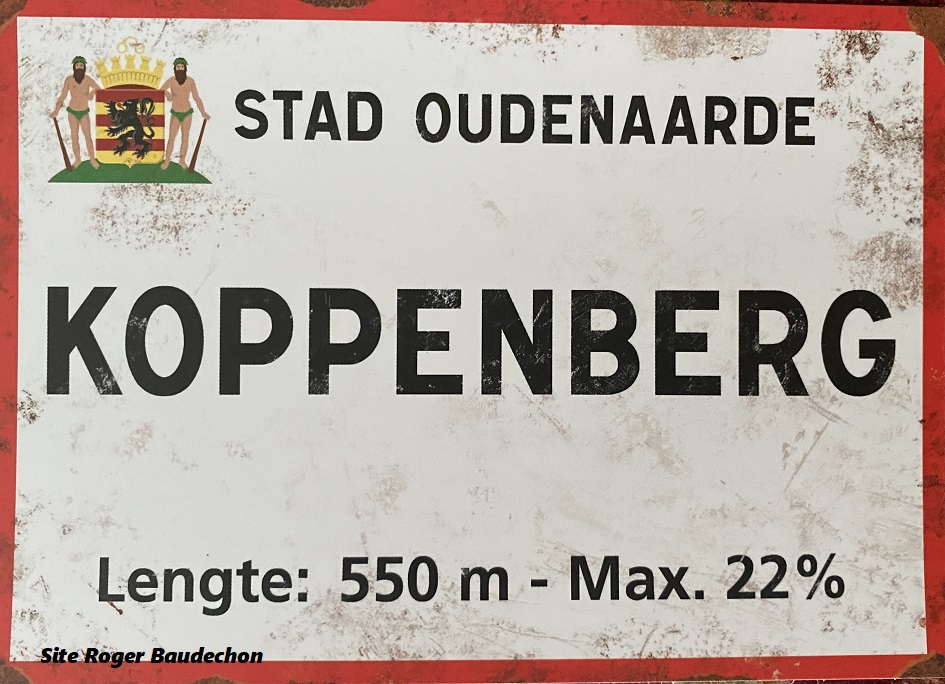 STAD OUDENAARDE
KOPPENBERG
Lengte: 550 m - Max. 22%
Site Roger Baudechon